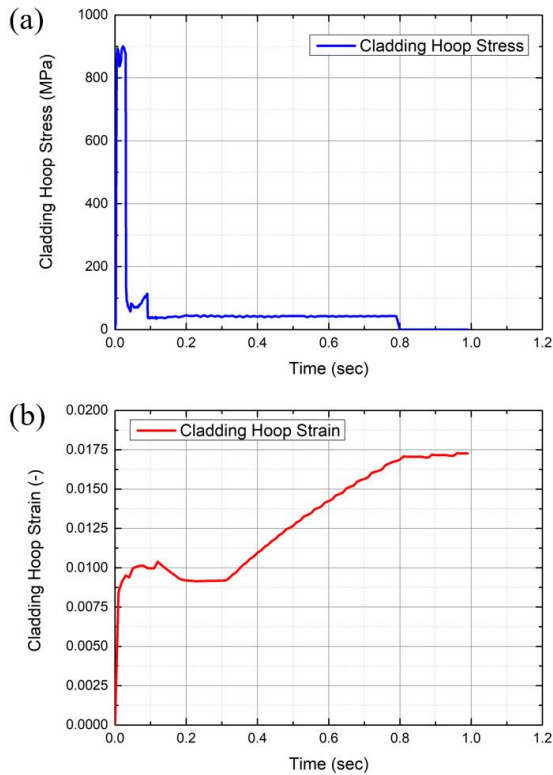 (a)
Cladding Hoop Stress (MPa)
1000
800
600
400
200
0
Cladding Hoop Stress
0.0 0.2 0.4 0.6 0.8 1.0 1.2
Time (sec)
(b)
Cladding Hoop Strain (-)
0.0200
0.0175
0.0150
0.0125
0.0100
0.0075
0.0050
0.0025
0.0000
Cladding Hoop Strain
0.0 0.2 0.4 0.6 0.8 1.0 1.2
Time (sec)